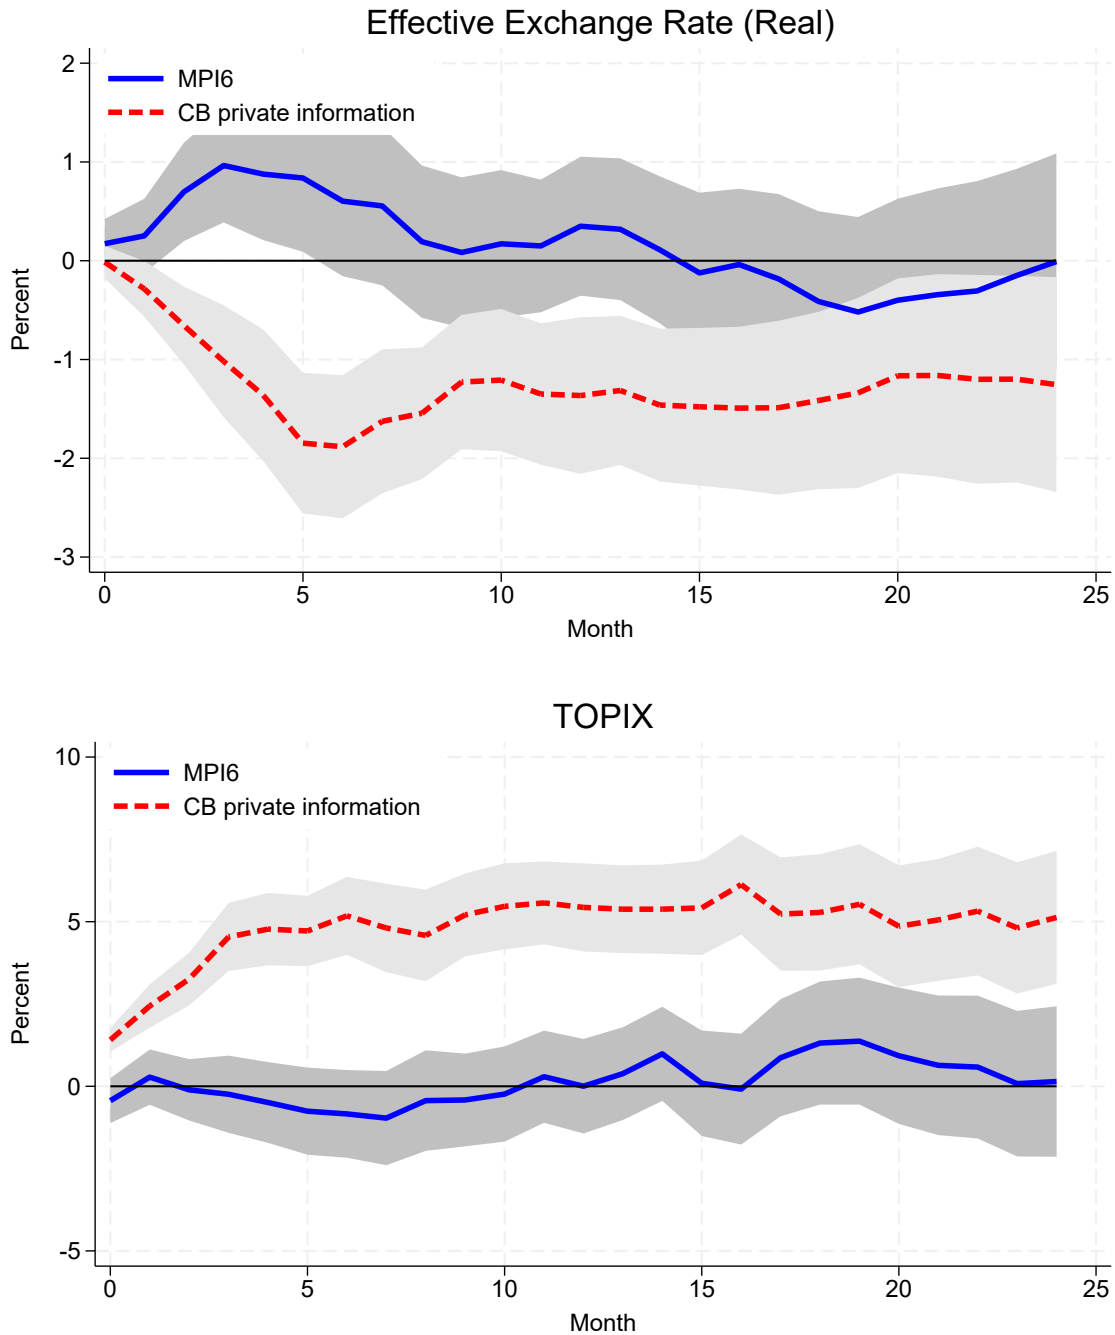 Effective Exchange Rate (Real)
MPI6
CB private information
Percent
2
1
0
-1
-2
-3
0 5 10 15 20 25
Month
TOPIX
MPI6
CB private information
Percent
10
5
0
-5
0 5 10 15 20 25
Month